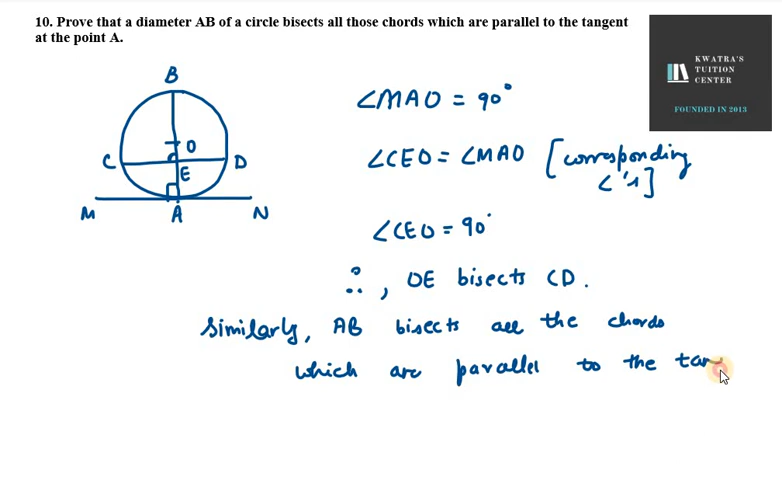 10. Prove that a diameter AB of a circle bisects all those chords which are parallel to the tangent
at the point A.
KWATRA'S
TUITION
CENTER
FOUNDED IN 2013
B
O
C
D
E
M
A
N
∠MAO = 90°
∠CEO = ∠MAO [corresponding
∠'s]
∠CEO = 90°
∴, OE bisects CD.
Similarly, AB bisects all the chords
which are parallel to the tan